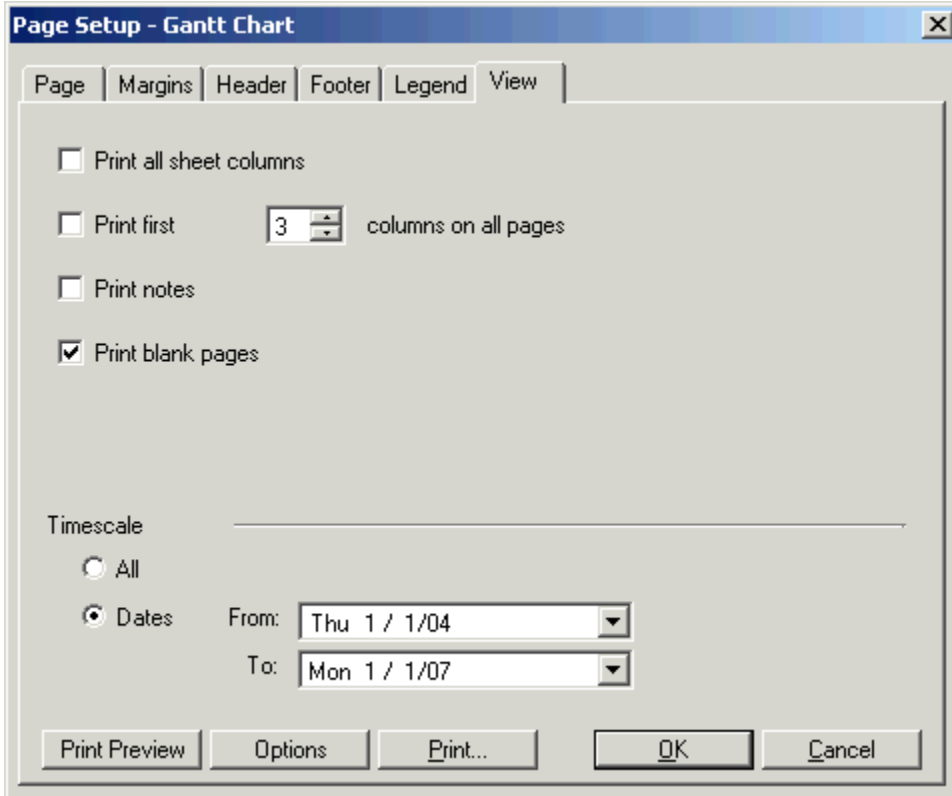 Page Setup - Gantt Chart
Page Margins Header Footer Legend View
Print all sheet columns
Print first 3 columns on all pages
Print notes
Print blank pages
Timescale
All
Dates From: Thu 1 / 1/04
To: Mon 1 / 1/07
Print Preview Options Print... OK Cancel